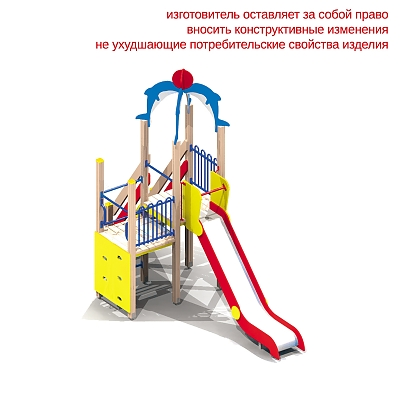 изготовитель оставляет за собой право
вносить конструктивные изменения
не ухудшающие потребительские свойства изделия